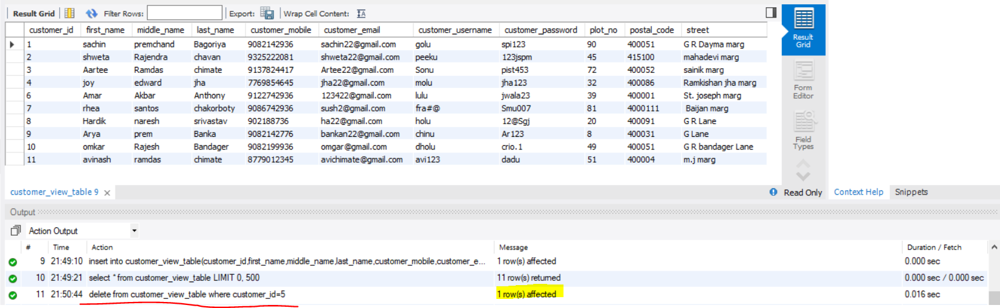 Result Grid Filter Rows: Export: Wrap Cell Content: IA
customer_id first_name middle_name last_name customer_mobile customer_email customer_username customer_password plot_no postal_code street
1 sachin premchand Bagoriya 9082142936 sachin22@gmail.com golu spi123 90 400051 G R Dayma marg
2 shweta Rajendra chavan 9325222081 shweta22@gmail.com peeku 123jspm 45 415100 mahadevi marg
3 Aartee Ramdas chimate 9137824417 Artee22@gmail.com Sonu pist453 72 400052 sainik marg
4 joy edward jha 7769854645 jha22@gmail.com molu jha123 32 400086 Ramkishan jha marg
6 Amar Akbar Anthony 9122742936 123422@gmail.com lulu jwala23 39 400001 St. joseph marg
7 rhea santos chakorboty 9086742936 sush2@gmail.com fra#@ Smu007 81 4000111 Baijan marg
8 Hardik naresh srivastav 902188736 ha22@gmail.com holu 12@Sgj 20 400091 G R Lane
9 Arya prem Banka 9082142776 bankan22@gmail.com chinu Ar123 8 400031 G Lane
10 omkar Rajesh Bandager 9082199936 omgar@gmail.com dholu crio.1 49 400051 G R bandager Lane
11 avinash ramdas chimate 8779012345 avichimate@gmail.com avi123 dadu 51 400004 m.j marg
Result
Grid
Form
Editor
Field
Types
customer_view_table 9 Read Only Context Help Snippets
Output
Action Output
# Time Action Message Duration / Fetch
9 21:49:10 insert into customer_view_table(customer_id,first_name,middle_name,last_name,customer_mobile,customer_e... 1 row(s) affected 0.000 sec
10 21:49:21 select * from customer_view_table LIMIT 0, 500 11 row(s) returned 0.000 sec / 0.000 sec
11 21:50:44 delete from customer_view_table where customer_id=5 1 row(s) affected 0.016 sec